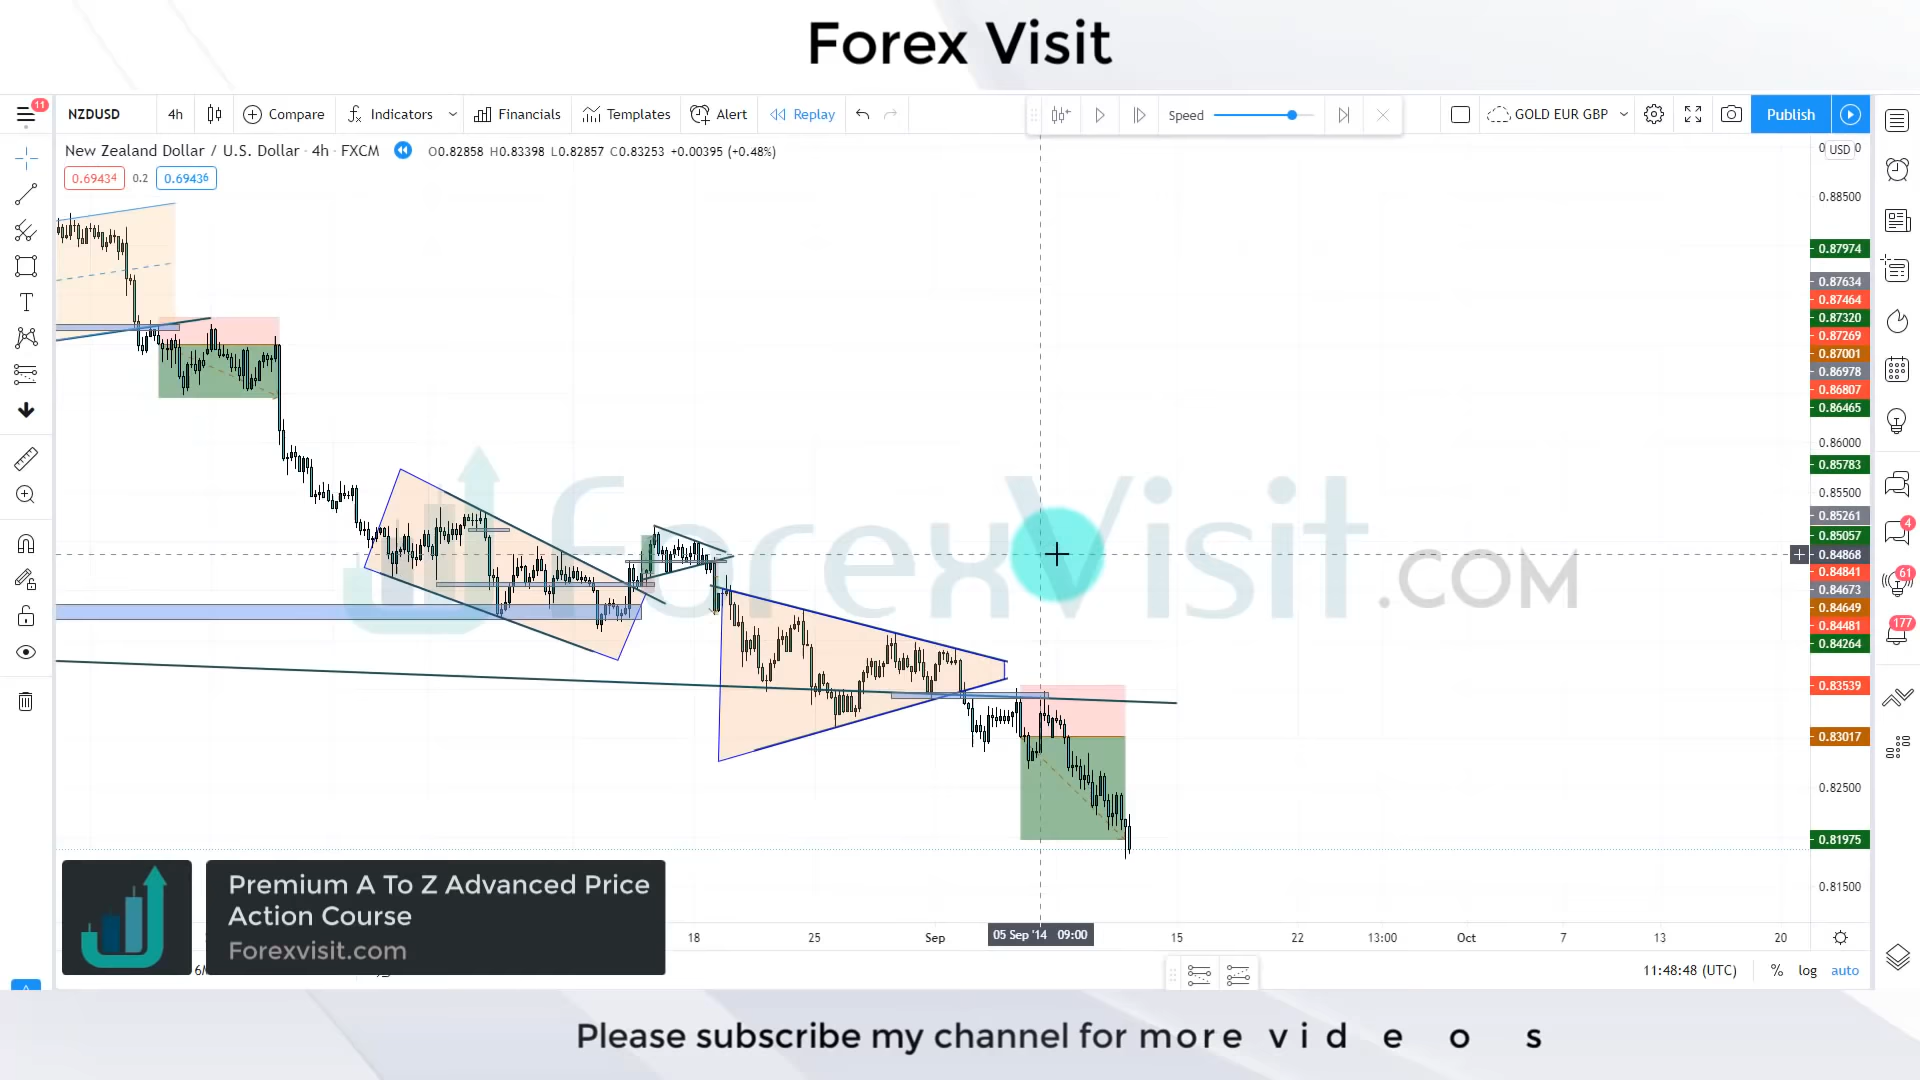 Forex Visit
11
NZDUSD
4h
Compare
Indicators
Financials
Templates
Alert
Replay
Speed
GOLD EUR GBP
Publish
New Zealand Dollar / U.S. Dollar · 4h · FXCM
O0.82858 H0.83398 L0.82857 C0.83253 +0.00395 (+0.48%)
USD
0.69434
0.2
0.69436
0.88500
0.87974
0.87634
0.87464
0.87320
0.87269
0.87001
0.86978
0.86807
0.86465
0.86000
0.85783
0.85500
0.85261
0.85057
0.84868
0.84841
0.84673
0.84649
0.84481
0.84264
0.83539
0.83017
0.82500
0.81975
0.81500
4
61
177
ForexVisit.COM
Premium A To Z Advanced Price
Action Course
Forexvisit.com
18
25
Sep
05 Sep '14 09:00
15
22
13:00
Oct
7
13
20
11:48:48 (UTC)
%
log
auto
Please subscribe my channel for more videos